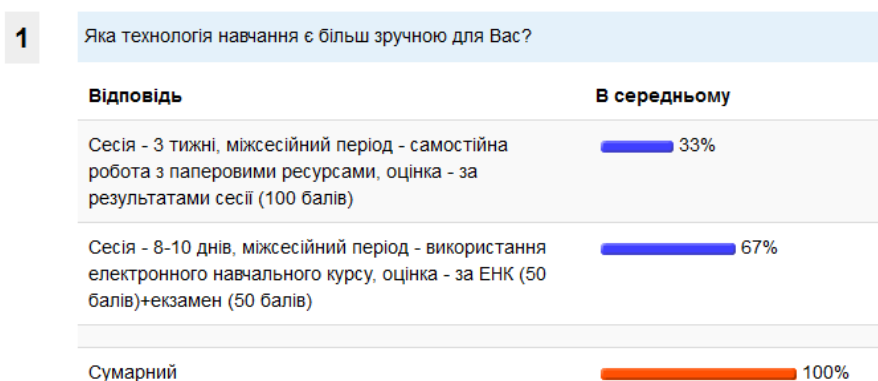 1
Яка технологія навчання є більш зручною для Вас?
Відповідь В середньому
Сесія - 3 тижні, міжсесійний період - самостійна 33%
робота з паперовими ресурсами, оцінка - за
результатами сесії (100 балів)
Сесія - 8-10 днів, міжсесійний період - використання 67%
електронного навчального курсу, оцінка - за ЕНК (50
балів)+екзамен (50 балів)
Сумарний 100%